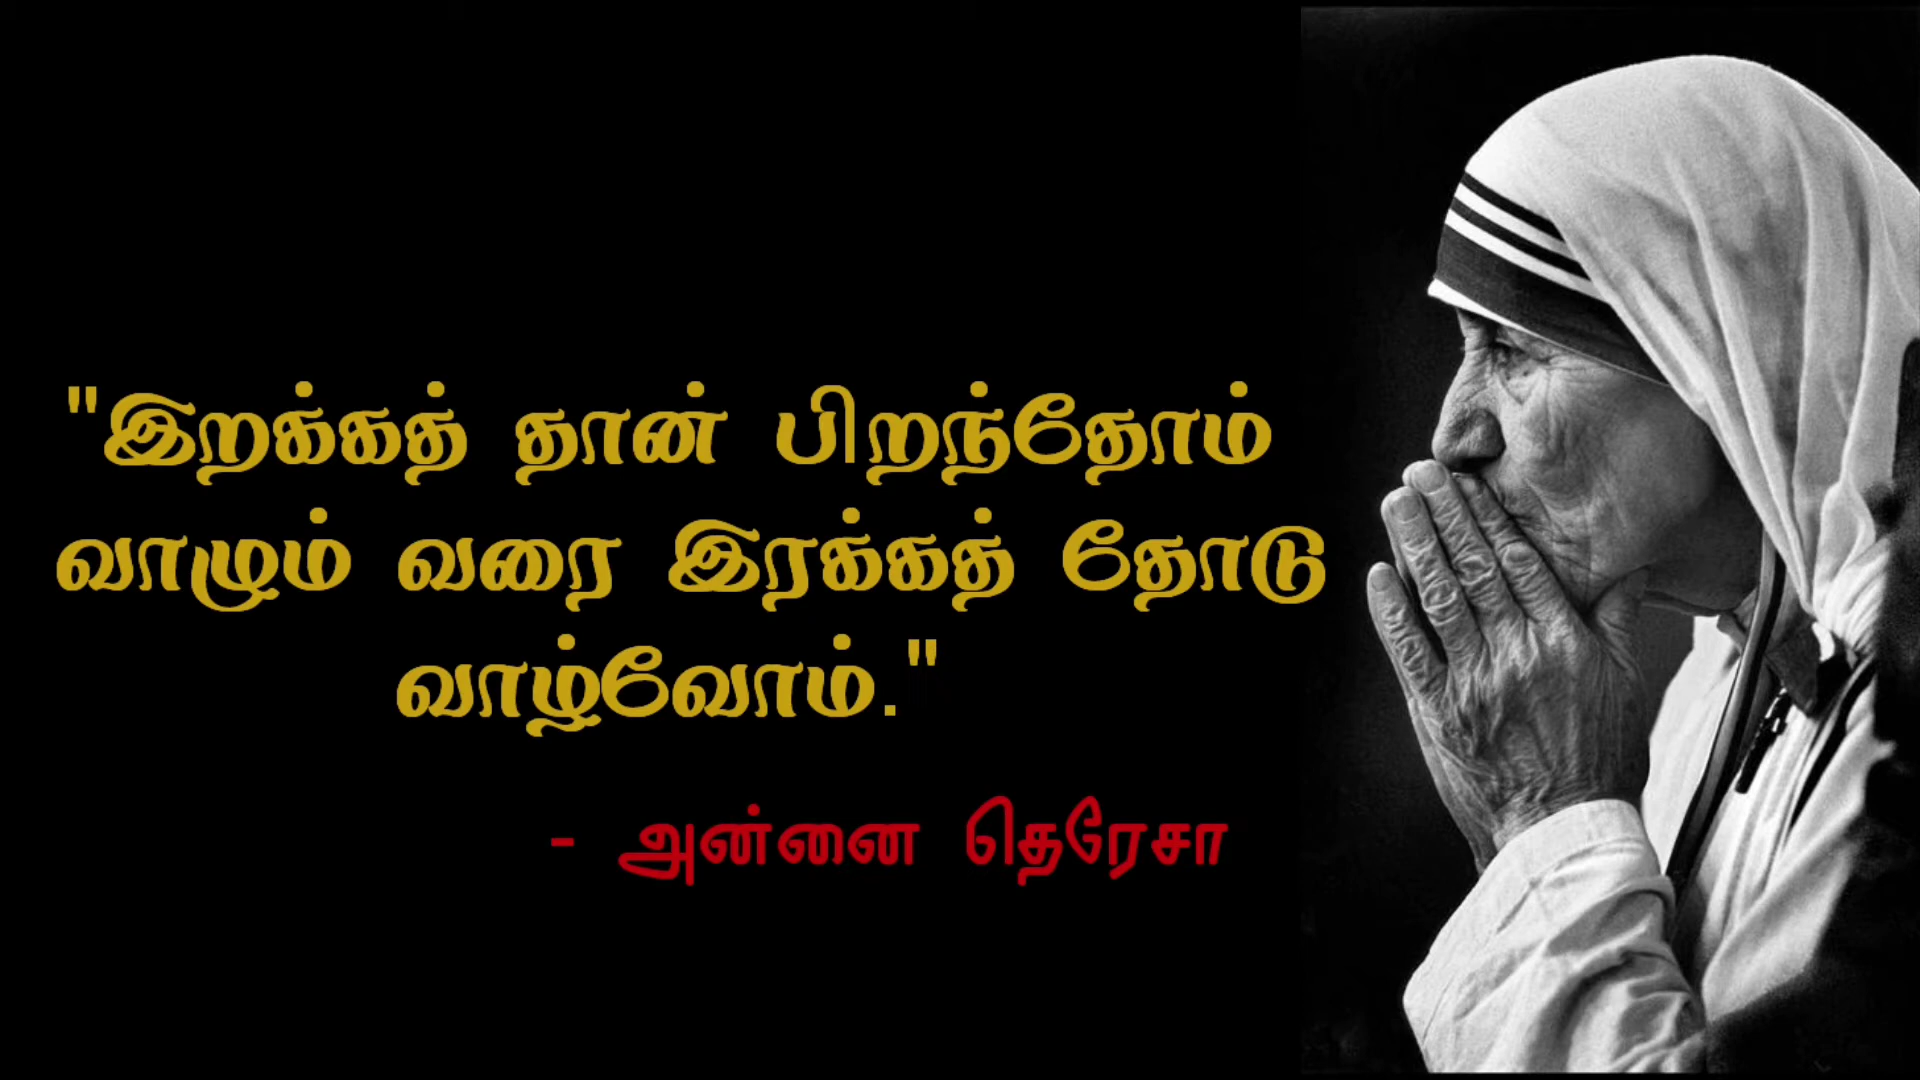 "இறக்கத் தான் பிறந்தோம்
வாழும் வரை இரக்கத் தோடு
வாழ்வோம்."
- அன்னை தெரேசா